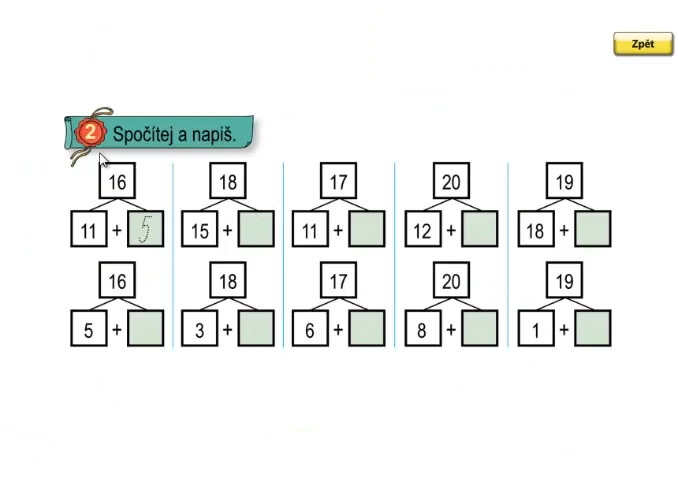 Zpět
2 Spočítej a napiš.
16 18 17 20 19
11 + 5 15 + 11 + 12 + 18 +
16 18 17 20 19
5 + 3 + 6 + 8 + 1 +